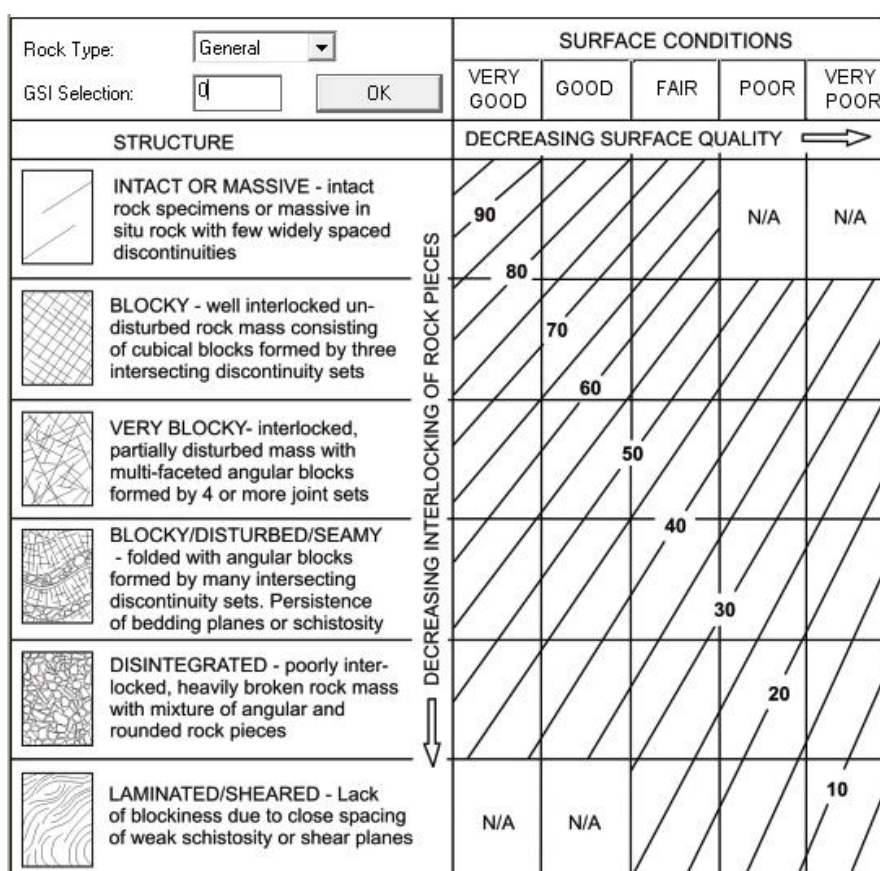 Rock Type:
General
GSI Selection:
0
OK
SURFACE CONDITIONS
VERY
GOOD
GOOD
FAIR
POOR
VERY
POOR
STRUCTURE
DECREASING SURFACE QUALITY
DECREASING INTERLOCKING OF ROCK PIECES
INTACT OR MASSIVE - intact
rock specimens or massive in
situ rock with few widely spaced
discontinuities
BLOCKY - well interlocked un-
disturbed rock mass consisting
of cubical blocks formed by three
intersecting discontinuity sets
VERY BLOCKY- interlocked,
partially disturbed mass with
multi-faceted angular blocks
formed by 4 or more joint sets
BLOCKY/DISTURBED/SEAMY
- folded with angular blocks
formed by many intersecting
discontinuity sets. Persistence
of bedding planes or schistosity
DISINTEGRATED - poorly inter-
locked, heavily broken rock mass
with mixture of angular and
rounded rock pieces
LAMINATED/SHEARED - Lack
of blockiness due to close spacing
of weak schistosity or shear planes
90
80
70
60
50
40
30
20
10
N/A
N/A
N/A
N/A